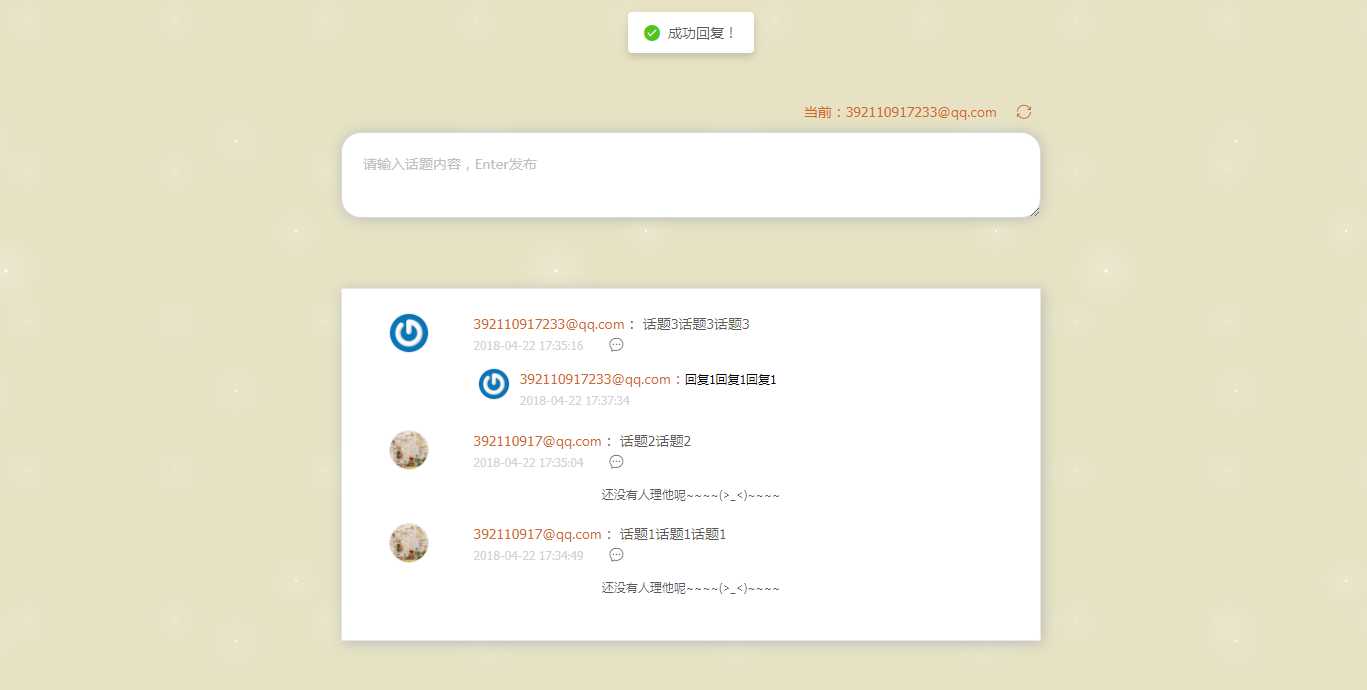 成功回复！
当前：392110917233@qq.com
请输入话题内容，Enter发布
392110917233@qq.com： 话题3话题3话题3
2018-04-22 17:35:16
392110917233@qq.com：回复1回复1回复1
2018-04-22 17:37:34
392110917@qq.com： 话题2话题2
2018-04-22 17:35:04
还没有人理他呢~~~~(>_<)~~~~
392110917@qq.com： 话题1话题1话题1
2018-04-22 17:34:49
还没有人理他呢~~~~(>_<)~~~~